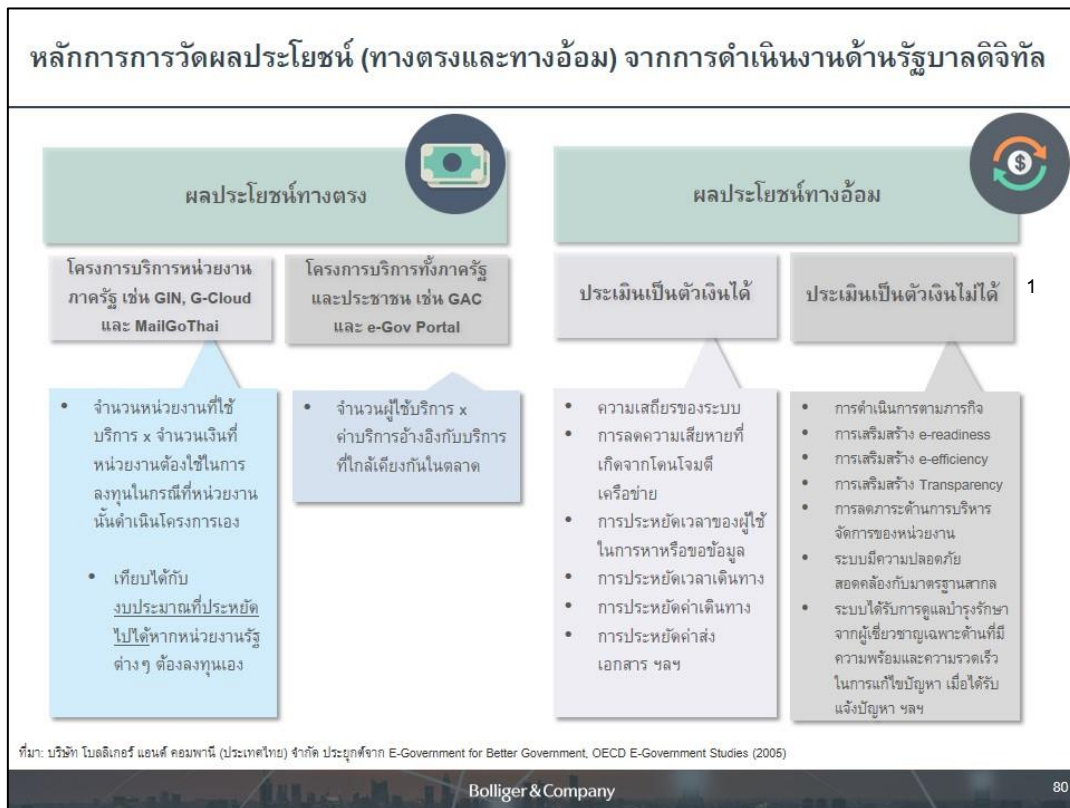 หลักการการวัดผลประโยชน์ (ทางตรงและทางอ้อม) จากการดำเนินงานด้านรัฐบาลดิจิทัล
ผลประโยชน์ทางตรง
โครงการบริการหน่วยงาน
ภาครัฐ เช่น GIN, G-Cloud
และ MailGoThai
• จำนวนหน่วยงานที่ใช้
บริการ x จำนวนเงินที่
หน่วยงานต้องใช้ในการ
ลงทุนในกรณีที่หน่วยงาน
นั้นดำเนินโครงการเอง
• เทียบได้กับ
งบประมาณที่ประหยัด
ไปได้หากหน่วยงานรัฐ
ต่างๆ ต้องลงทุนเอง
โครงการบริการทั้งภาครัฐ
และประชาชน เช่น GAC
และ e-Gov Portal
• จำนวนผู้ใช้บริการ x
ค่าบริการอ้างอิงกับบริการ
ที่ใกล้เคียงกันในตลาด
ผลประโยชน์ทางอ้อม
$
ประเมินเป็นตัวเงินได้
• ความเสถียรของระบบ
• การลดความเสียหายที่
เกิดจากโดนโจมตี
เครือข่าย
• การประหยัดเวลาของผู้ใช้
ในการหาหรือขอข้อมูล
• การประหยัดเวลาเดินทาง
• การประหยัดค่าเดินทาง
• การประหยัดค่าส่ง
เอกสาร ฯลฯ
ประเมินเป็นตัวเงินไม่ได้
1
• การดำเนินการตามภารกิจ
• การเสริมสร้าง e-readiness
• การเสริมสร้าง e-efficiency
• การเสริมสร้าง Transparency
• การลดภาระด้านการบริหาร
จัดการของหน่วยงาน
• ระบบมีความปลอดภัย
สอดคล้องกับมาตรฐานสากล
• ระบบได้รับการดูแลบำรุงรักษา
จากผู้เชี่ยวชาญเฉพาะด้านที่มี
ความพร้อมและความรวดเร็ว
ในการแก้ไขปัญหา เมื่อได้รับ
แจ้งปัญหา ฯลฯ
ที่มา: บริษัท โบลลิเกอร์ แอนด์ คอมพานี (ประเทศไทย) จำกัด ประยุกต์จาก E-Government for Better Government, OECD E-Government Studies (2005)
Bolliger & Company
80